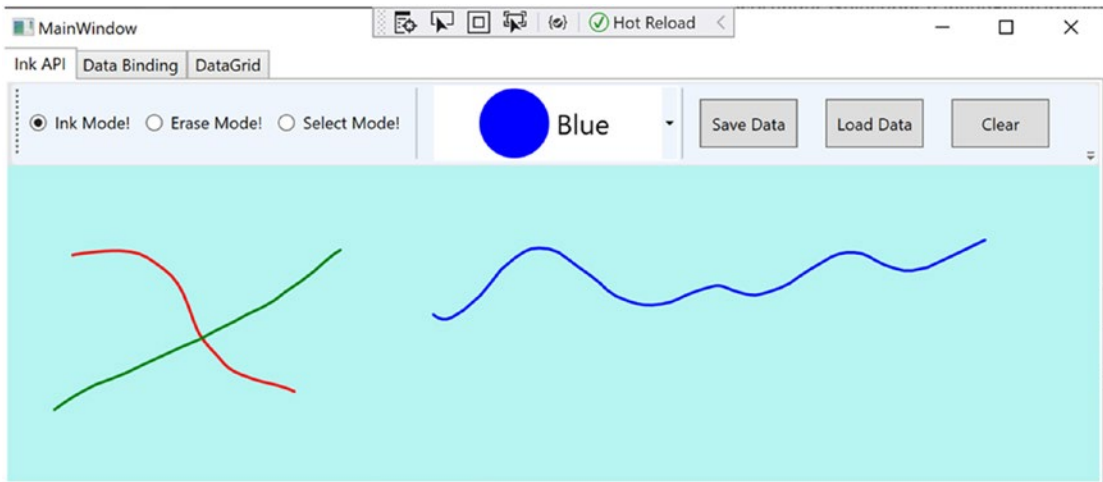 MainWindow
Hot Reload
Ink API Data Binding DataGrid
Ink Mode! Erase Mode! Select Mode! Blue Save Data Load Data Clear